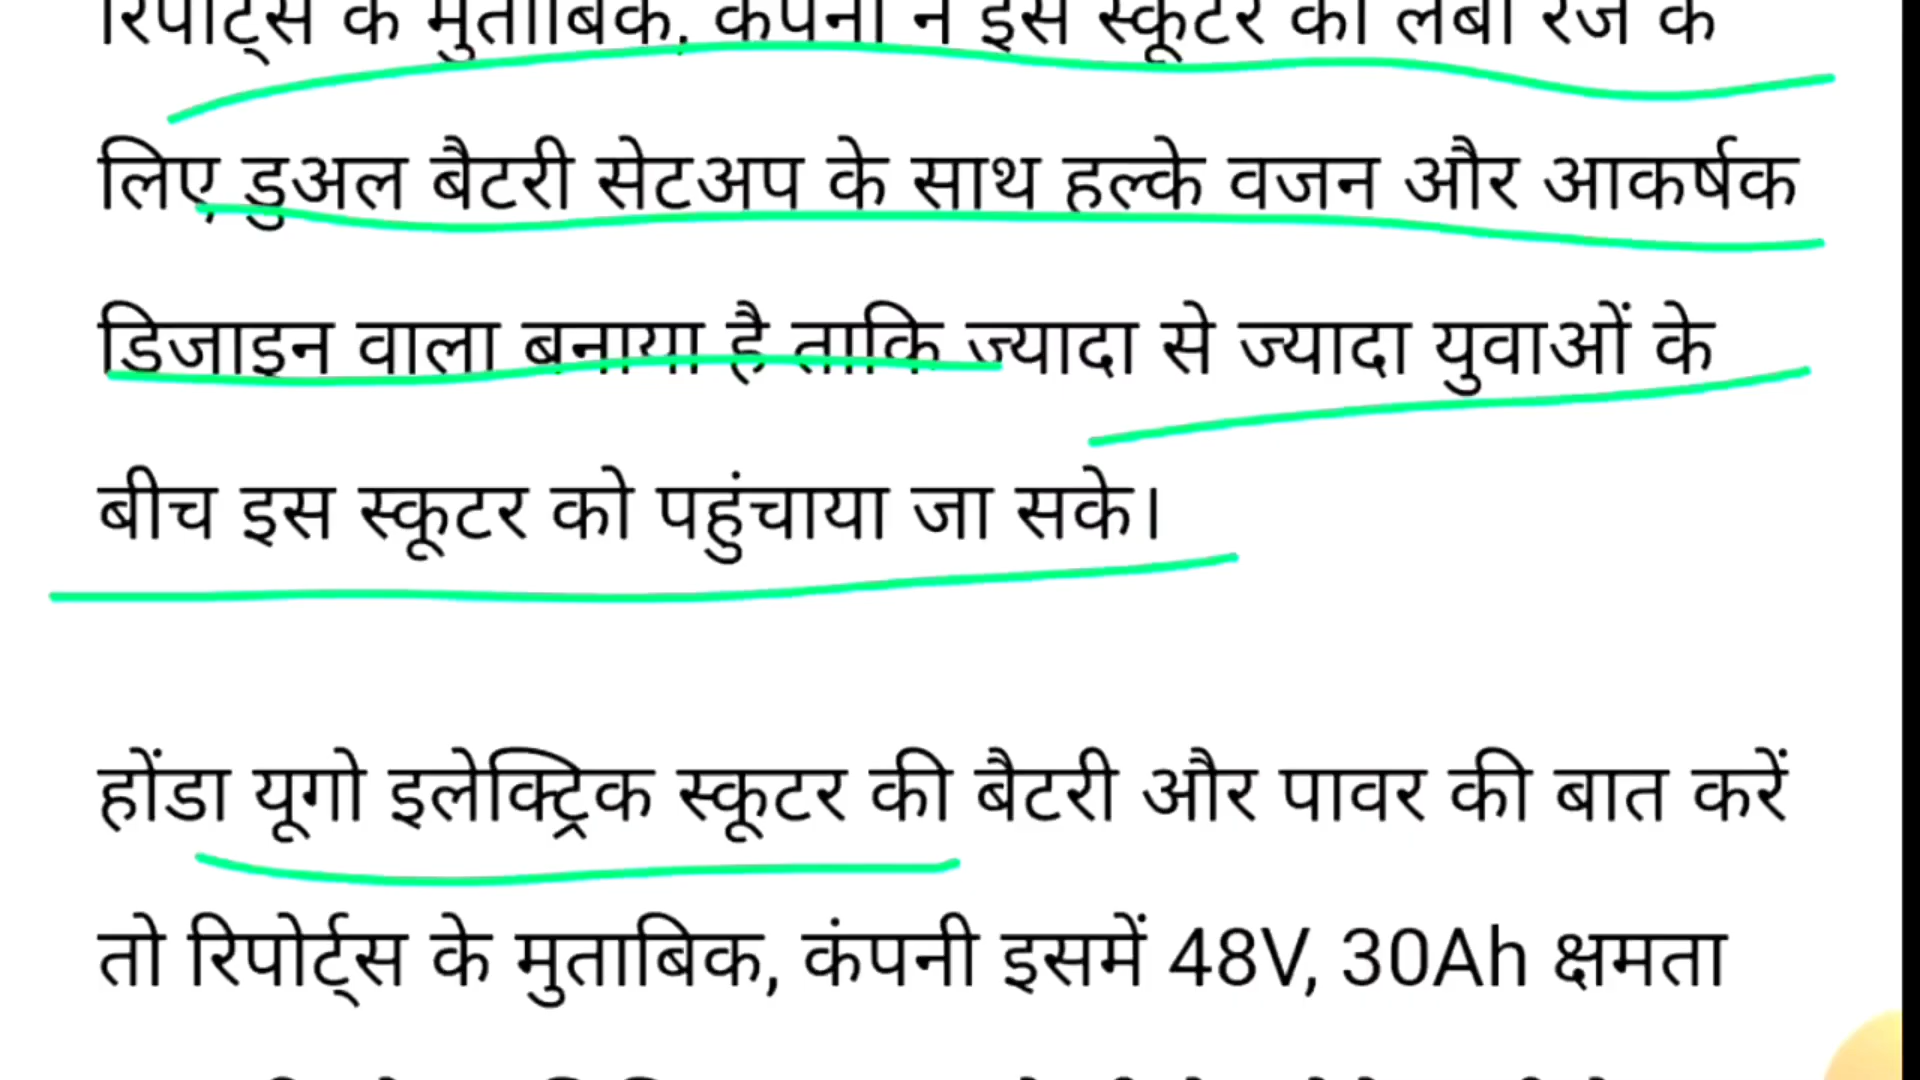 रिपोर्ट्स के मुताबिक, कंपनी ने इस स्कूटर को लंबी रेंज के
लिए डुअल बैटरी सेटअप के साथ हल्के वजन और आकर्षक
डिजाइन वाला बनाया है ताकि ज्यादा से ज्यादा युवाओं के
बीच इस स्कूटर को पहुंचाया जा सके।
होंडा यूगो इलेक्ट्रिक स्कूटर की बैटरी और पावर की बात करें
तो रिपोर्ट्स के मुताबिक, कंपनी इसमें 48V, 30Ah क्षमता